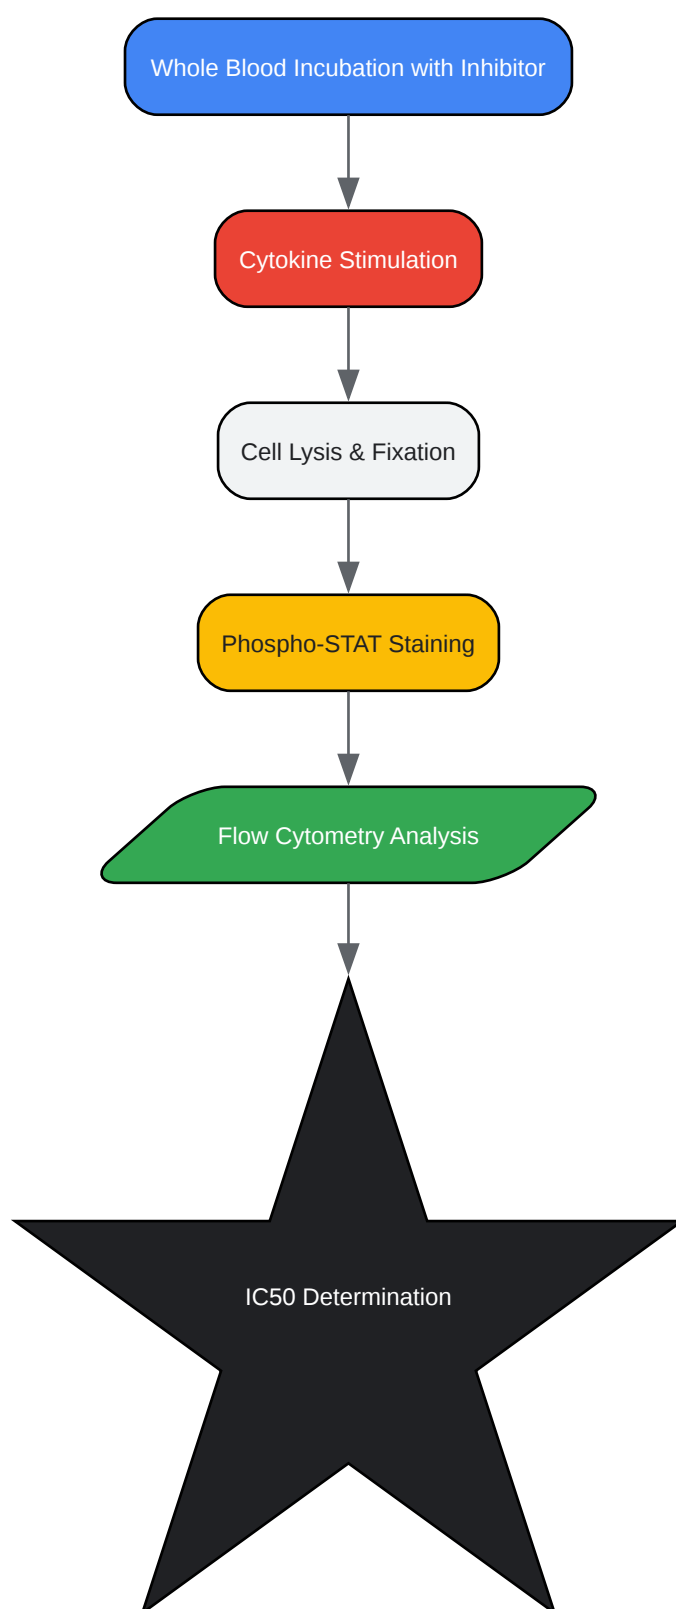 Whole Blood Incubation with Inhibitor
Cytokine Stimulation
Cell Lysis & Fixation
Phospho-STAT Staining
Flow Cytometry Analysis
IC50 Determination